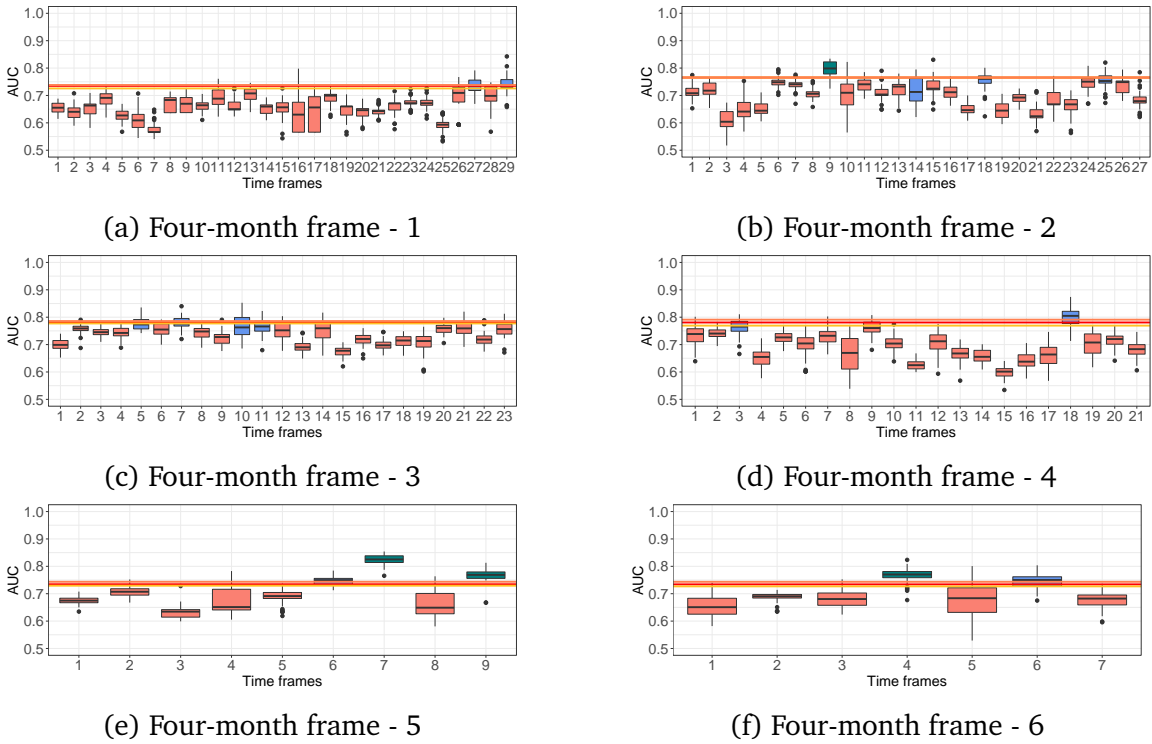 1.0
0.9
0.8
0.7
0.6
0.5
AUC
1 2 3 4 5 6 7 8 9 10 11 12 13 14 15 16 17 18 19 20 21 22 23 24 25 26 27 28 29
Time frames
(a) Four-month frame - 1
1.0
0.9
0.8
0.7
0.6
0.5
AUC
1 2 3 4 5 6 7 8 9 10 11 12 13 14 15 16 17 18 19 20 21 22 23 24 25 26 27
Time frames
(b) Four-month frame - 2
1.0
0.9
0.8
0.7
0.6
0.5
AUC
1 2 3 4 5 6 7 8 9 10 11 12 13 14 15 16 17 18 19 20 21 22 23
Time frames
(c) Four-month frame - 3
1.0
0.9
0.8
0.7
0.6
0.5
AUC
1 2 3 4 5 6 7 8 9 10 11 12 13 14 15 16 17 18 19 20 21
Time frames
(d) Four-month frame - 4
1.0
0.9
0.8
0.7
0.6
0.5
AUC
1 2 3 4 5 6 7 8 9
Time frames
(e) Four-month frame - 5
1.0
0.9
0.8
0.7
0.6
0.5
AUC
1 2 3 4 5 6 7
Time frames
(f) Four-month frame - 6